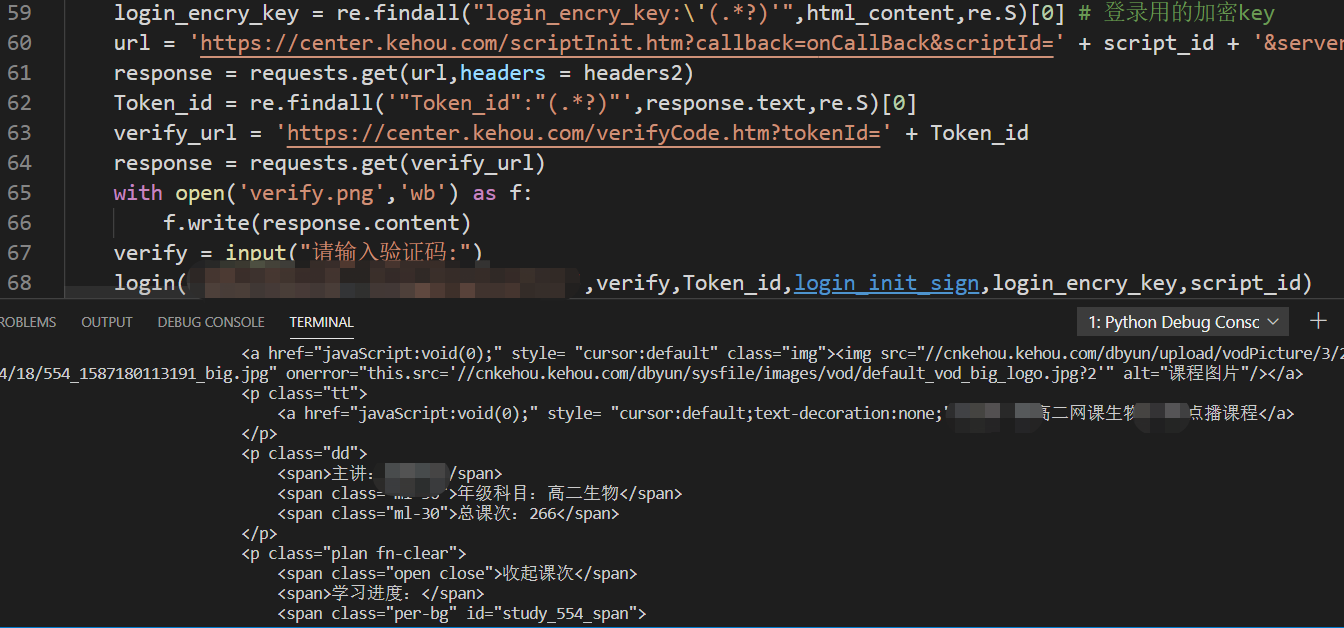 59 login_encry_key = re.findall("login_encry_key:\'(.*?)'",html_content,re.S)[0] # 登录用的加密key
60 url = 'https://center.kehou.com/scriptInit.htm?callback=onCallBack&scriptId=' + script_id + '&server
61 response = requests.get(url,headers = headers2)
62 Token_id = re.findall('"Token_id":"(.*?)"',response.text,re.S)[0]
63 verify_url = 'https://center.kehou.com/verifyCode.htm?tokenId=' + Token_id
64 response = requests.get(verify_url)
65 with open('verify.png','wb') as f:
66 f.write(response.content)
67 verify = input("请输入验证码:")
68 login( ,verify,Token_id,login_init_sign,login_encry_key,script_id)
ROBLEMS OUTPUT DEBUG CONSOLE TERMINAL 1: Python Debug Consc
<a href="javaScript:void(0);" style= "cursor:default" class="img"><img src="//cnkehou.kehou.com/dbyun/upload/vodPicture/3/2
4/18/554_1587180113191_big.jpg" onerror="this.src='//cnkehou.kehou.com/dbyun/sysfile/images/vod/default_vod_big_logo.jpg?2'" alt="课程图片"/></a>
<p class="tt">
<a href="javaScript:void(0);" style= "cursor:default;text-decoration:none;" 高二网课生物 点播课程</a>
</p>
<p class="dd">
<span>主讲: /span>
<span class="ml-30">年级科目: 高二生物</span>
<span class="ml-30">总课次: 266</span>
</p>
<p class="plan fn-clear">
<span class="open close">收起课次</span>
<span>学习进度: </span>
<span class="per-bg" id="study_554_span">